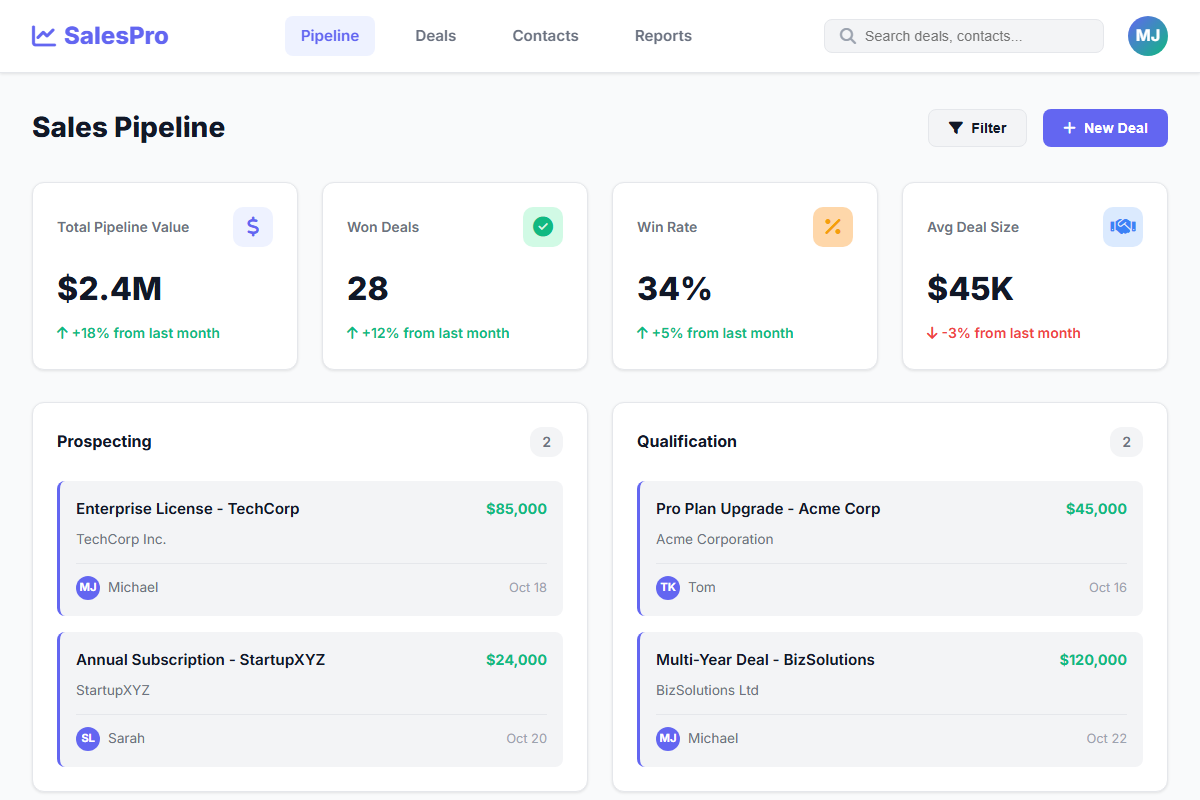 SalesPro
Pipeline
Deals
Contacts
Reports
Search deals, contacts...
MJ
Sales Pipeline
Filter
+ New Deal
Total Pipeline Value
$
$2.4M
↑ +18% from last month
Won Deals
28
↑ +12% from last month
Win Rate
%
34%
↑ +5% from last month
Avg Deal Size
$45K
↓ -3% from last month
Prospecting
2
Enterprise License - TechCorp
$85,000
TechCorp Inc.
MJ Michael
Oct 18
Annual Subscription - StartupXYZ
$24,000
StartupXYZ
SL Sarah
Oct 20
Qualification
2
Pro Plan Upgrade - Acme Corp
$45,000
Acme Corporation
TK Tom
Oct 16
Multi-Year Deal - BizSolutions
$120,000
BizSolutions Ltd
MJ Michael
Oct 22